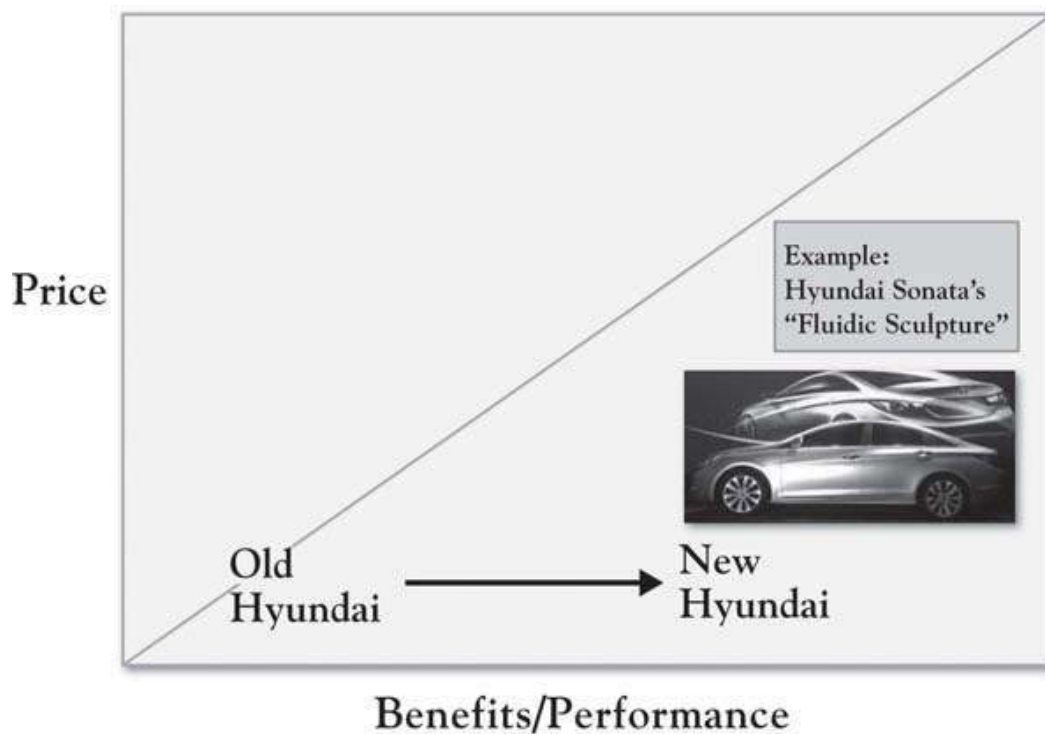 Price
Example:
Hyundai Sonata's
“Fluidic Sculpture”
Old
Hyundai
New
Hyundai
Benefits/Performance